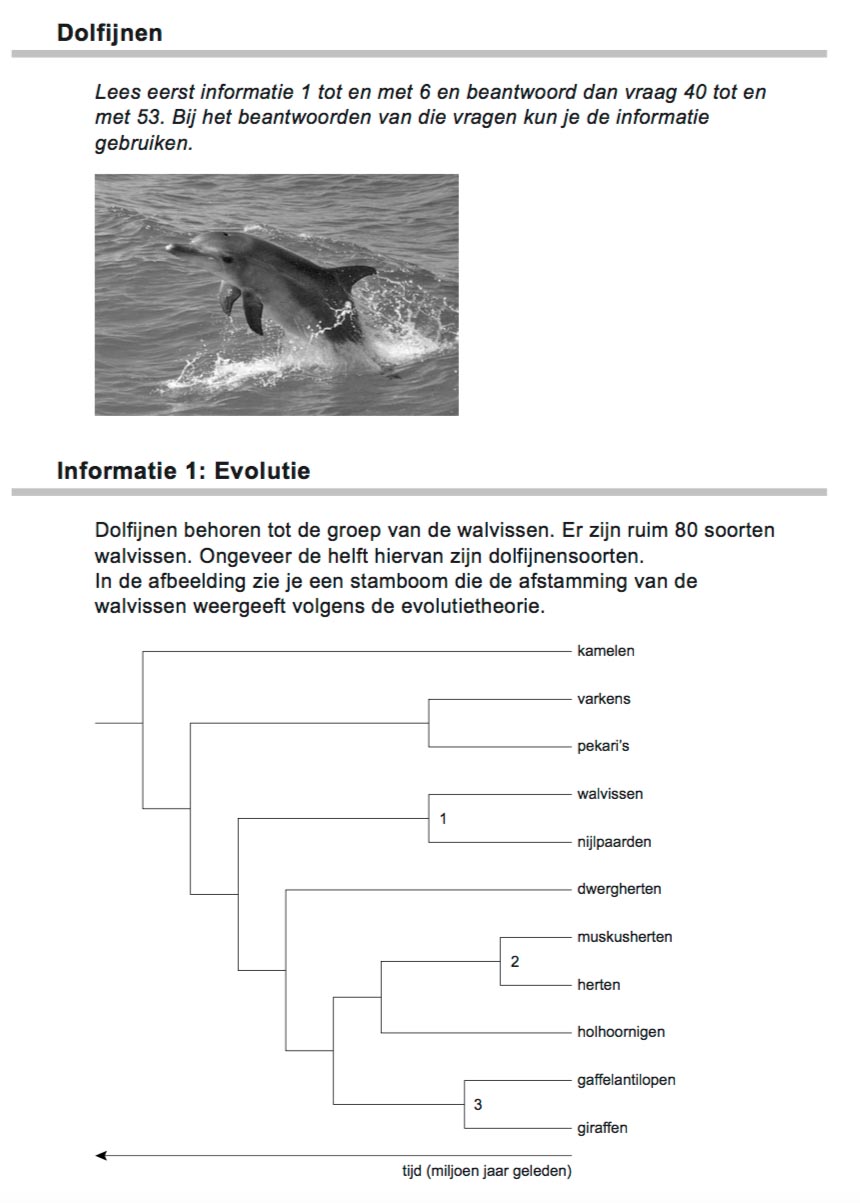 Dolfijnen
Lees eerst informatie 1 tot en met 6 en beantwoord dan vraag 40 tot en
met 53. Bij het beantwoorden van die vragen kun je de informatie
gebruiken.
Informatie 1: Evolutie
Dolfijnen behoren tot de groep van de walvissen. Er zijn ruim 80 soorten
walvissen. Ongeveer de helft hiervan zijn dolfijnensoorten.
In de afbeelding zie je een stamboom die de afstamming van de
walvissen weergeeft volgens de evolutietheorie.
kamelen
varkens
pekari's
walvissen
1
nijlpaarden
dwergherten
muskusherten
2
herten
holhoornigen
gaffelantilopen
3
giraffen
tijd (miljoen jaar geleden)